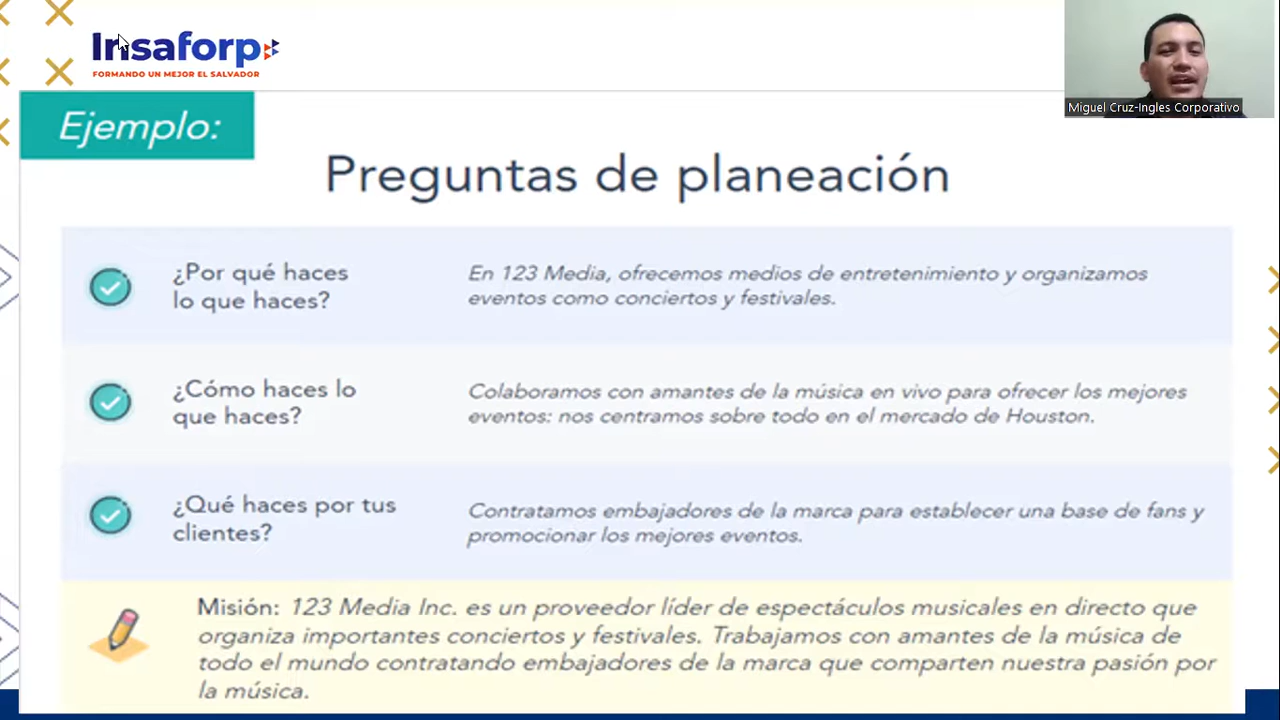 Insaforp
FORMANDO UN MEJOR EL SALVADOR
Miguel Cruz-Ingles Corporativo
Ejemplo:
Preguntas de planeación
¿Por qué haces
lo que haces?
En 123 Media, ofrecemos medios de entretenimiento y organizamos
eventos como conciertos y festivales.
¿Cómo haces lo
que haces?
Colaboramos con amantes de la música en vivo para ofrecer los mejores
eventos: nos centramos sobre todo en el mercado de Houston.
¿Qué haces por tus
clientes?
Contratamos embajadores de la marca para establecer una base de fans y
promocionar los mejores eventos.
Misión: 123 Media Inc. es un proveedor líder de espectáculos musicales en directo que
organiza importantes conciertos y festivales. Trabajamos con amantes de la música de
todo el mundo contratando embajadores de la marca que comparten nuestra pasión por
la música.